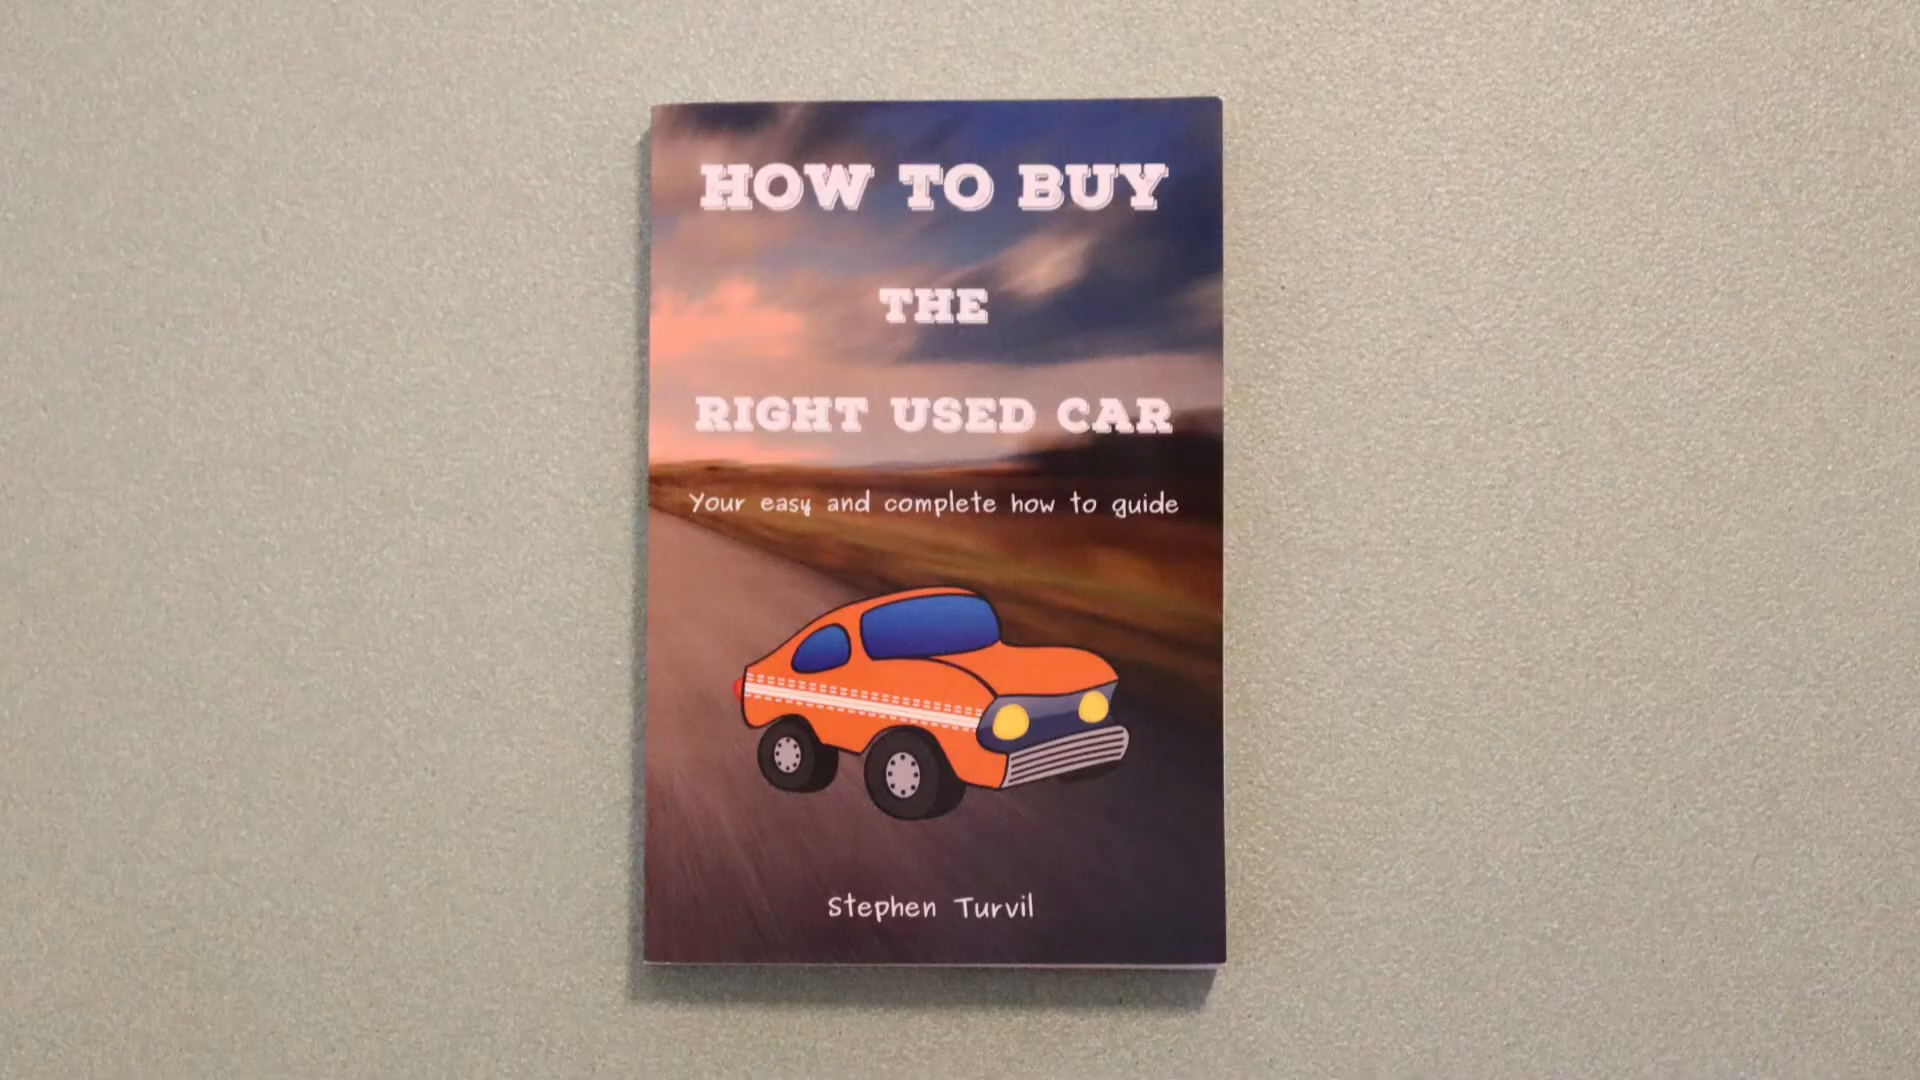 HOW TO BUY
THE
RIGHT USED CAR
Your easy and complete how to guide
Stephen Turvil